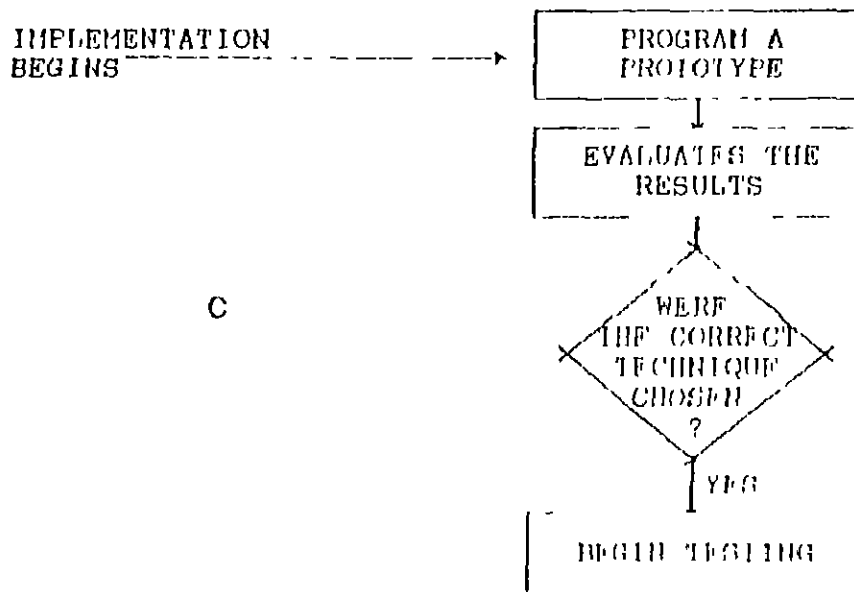 IMPLEMENTATION
BEGINS
PROGRAM A
PROTOTYPE
EVALUATES THE
RESULTS
C
WERE
THE CORRECT
TECHNIQUE
CHOSEN
?
YES
BEGIN TESTING